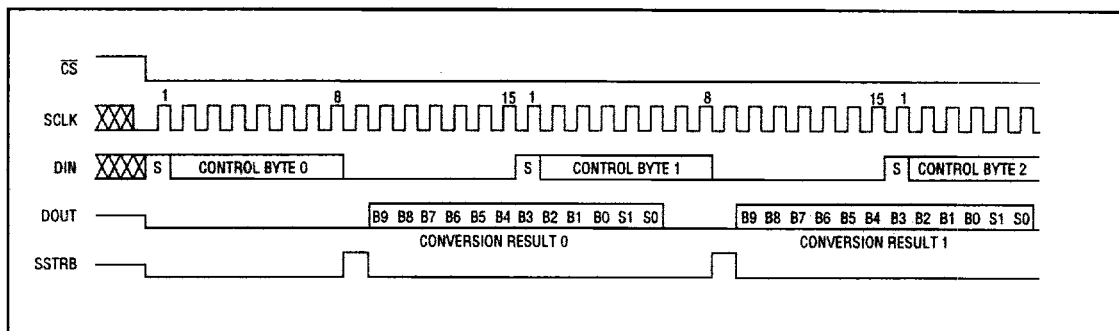 CS
SCLK 1 8 15 1 8 15 1
DIN S CONTROL BYTE 0 S CONTROL BYTE 1 S CONTROL BYTE 2
DOUT B9 B8 B7 B6 B5 B4 B3 B2 B1 B0 S1 S0 B9 B8 B7 B6 B5 B4 B3 B2 B1 B0 S1 S0
CONVERSION RESULT 0 CONVERSION RESULT 1
SSTRB